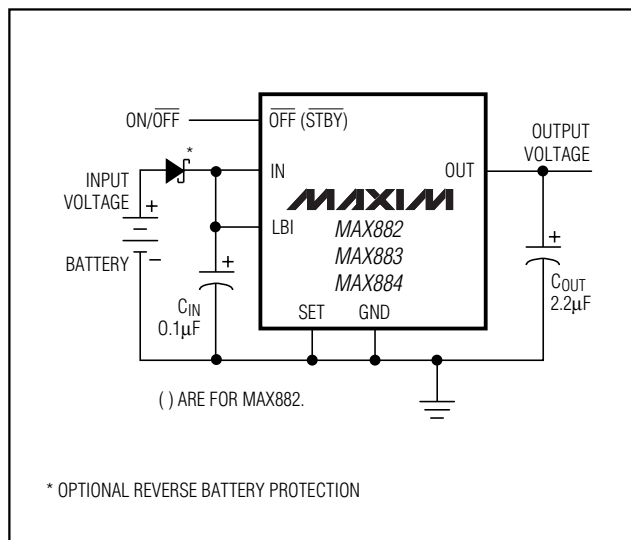 ON/OFF
OFF (STBY)
OUTPUT
VOLTAGE
*
INPUT
VOLTAGE
IN
OUT
MAXIM
+
LBI
MAX882
+
BATTERY
−
+
MAX883
MAX884
COUT
2.2µF
CIN
0.1µF
SET
GND
( ) ARE FOR MAX882.
* OPTIONAL REVERSE BATTERY PROTECTION